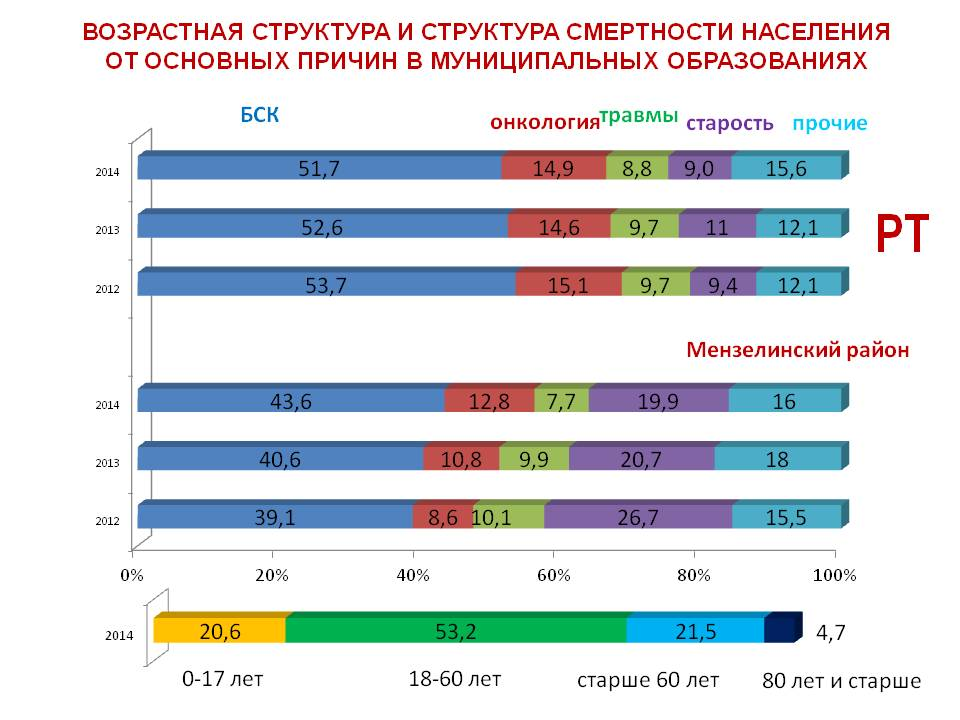 ВОЗРАСТНАЯ СТРУКТУРА И СТРУКТУРА СМЕРТНОСТИ НАСЕЛЕНИЯ
ОТ ОСНОВНЫХ ПРИЧИН В МУНИЦИПАЛЬНЫХ ОБРАЗОВАНИЯХ
БСК онкология травмы старость прочие
2014 51,7 14,9 8,8 9,0 15,6
2013 52,6 14,6 9,7 11 12,1
РТ
2012 53,7 15,1 9,7 9,4 12,1
Мензелинский район
2014 43,6 12,8 7,7 19,9 16
2013 40,6 10,8 9,9 20,7 18
2012 39,1 8,6 10,1 26,7 15,5
0% 20% 40% 60% 80% 100%
2014 20,6 53,2 21,5 4,7
0-17 лет 18-60 лет старше 60 лет 80 лет и старше